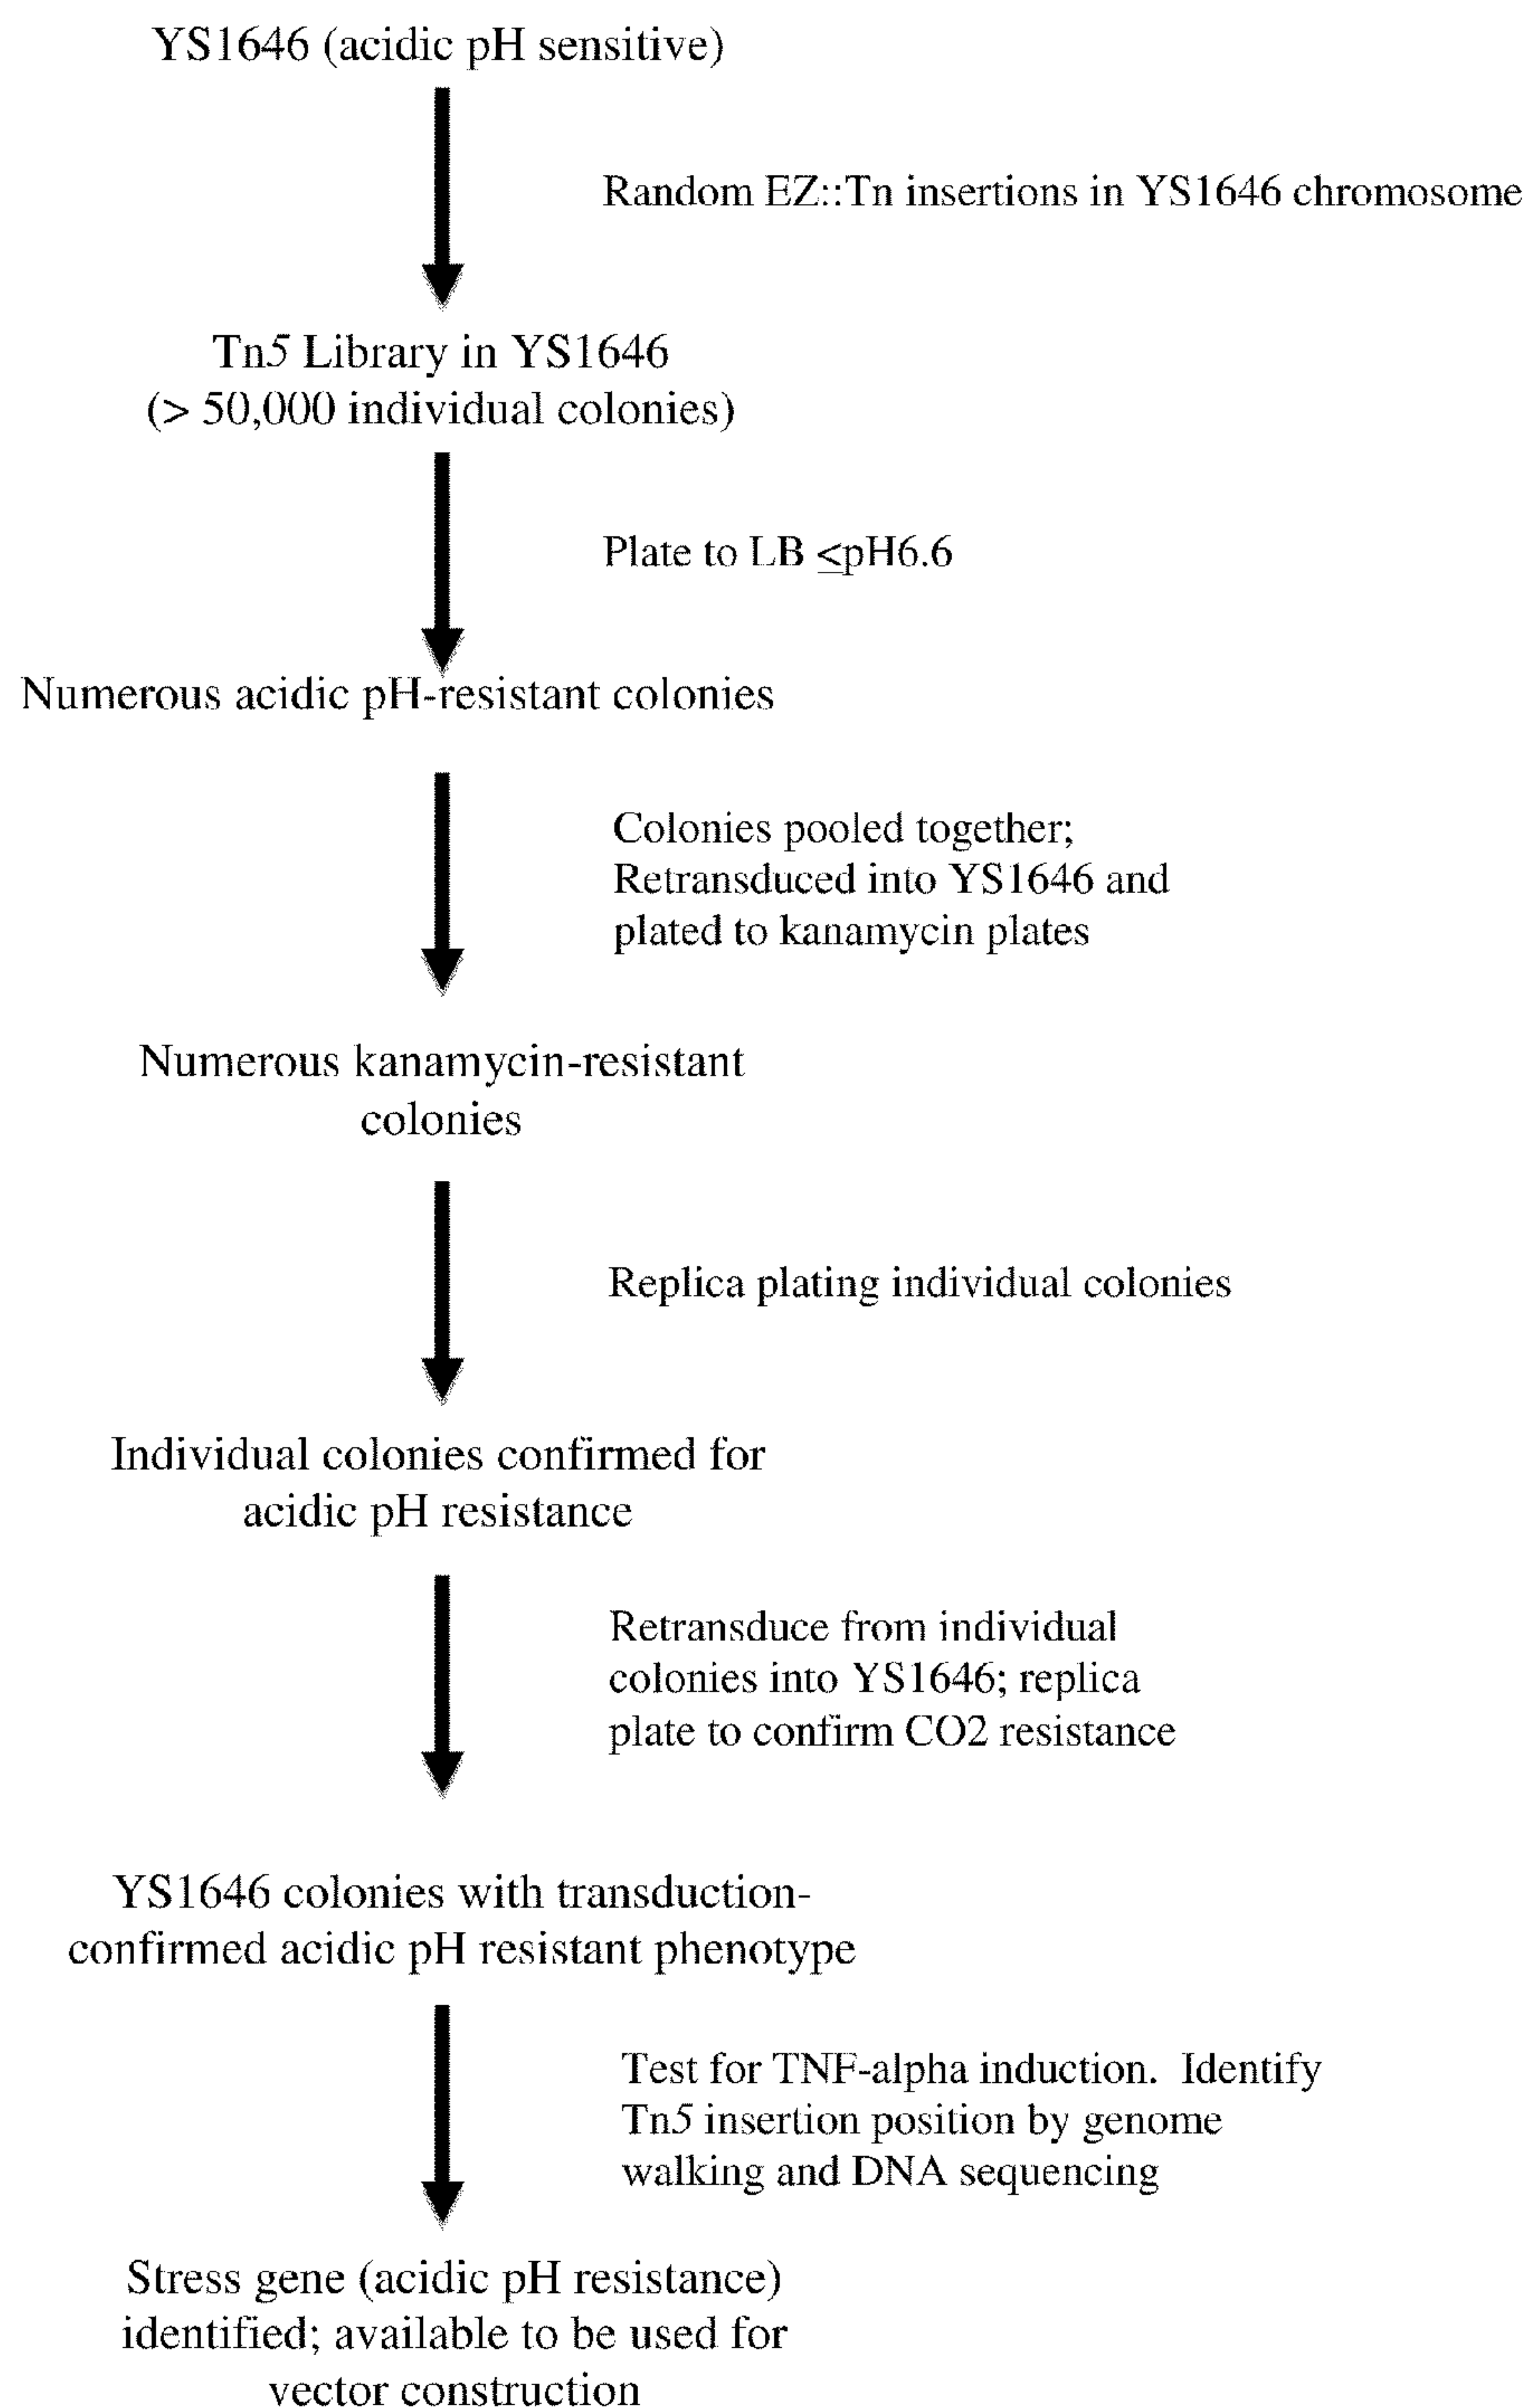 YS1646 (acidic pH sensitive)
Random EZ::Tn insertions in YS1646 chromosome
Tn5 Library in YS1646
(> 50,000 individual colonies)
Plate to LB ≤pH6.6
Numerous acidic pH-resistant colonies
Colonies pooled together;
Retransduced into YS1646 and
plated to kanamycin plates
Numerous kanamycin-resistant
colonies
Replica plating individual colonies
Individual colonies confirmed for
acidic pH resistance
Retransduce from individual
colonies into YS1646; replica
plate to confirm CO2 resistance
YS1646 colonies with transduction-
confirmed acidic pH resistant phenotype
Test for TNF-alpha induction.  Identify
Tn5 insertion position by genome
walking and DNA sequencing
Stress gene (acidic pH resistance)
identified; available to be used for
vector construction